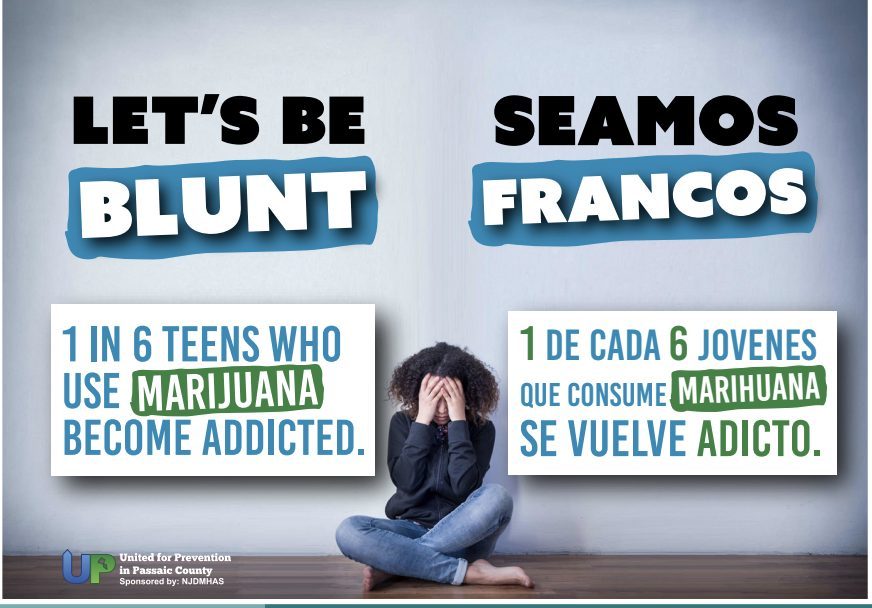 LET'S BE
BLUNT
1 IN 6 TEENS WHO
USE MARIJUANA
BECOME ADDICTED.
SEAMOS
FRANCOS
1 DE CADA 6 JOVENES
QUE CONSUME MARIHUANA
SE VUELVE ADICTO.
UP
United for Prevention
in Passaic County
Sponsored by: NJDMHAS